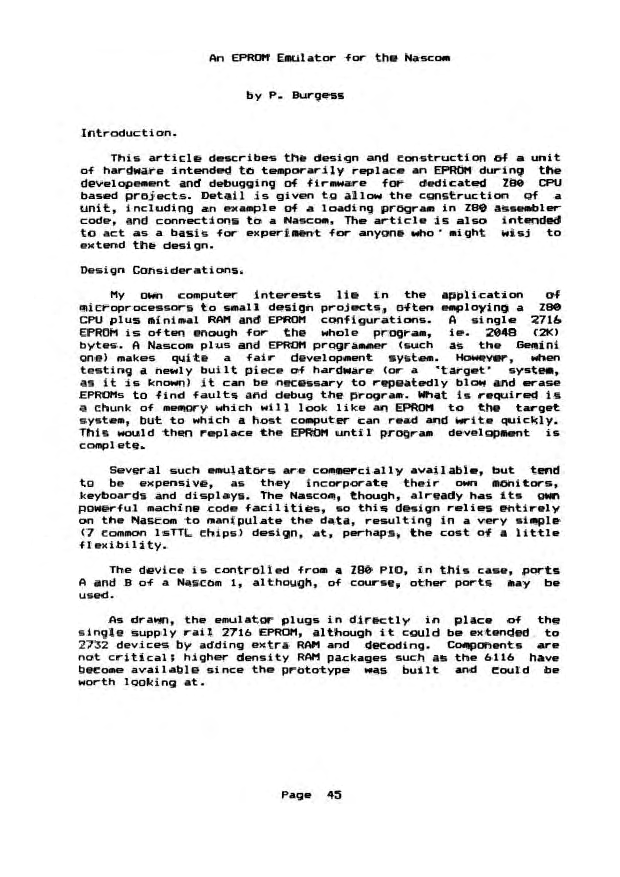 An EPROM Emulator for the Nascom
by P. Burgess
Introduction.
This article describes the design and construction of a unit
of hardware intended to temporarily replace an EPROM during the
developement and debugging of firmware for dedicated Z80 CPU
based projects. Detail is given to allow the construction of a
unit, including an example of a loading program in Z80 assembler
code, and connections to a Nascom. The article is also intended
to act as a basis for experiment for anyone who might wisj to
extend the design.
Design Considerations.
My own computer interests lie in the application of
microprocessors to small design projects, often employing a Z80
CPU plus minimal RAM and EPROM configurations. A single 2716
EPROM is often enough for the whole program, ie. 2048 (2K)
bytes. A Nascom plus and EPROM programmer (such as the Gemini
one) makes quite a fair development system. However, when
testing a newly built piece of hardware (or a 'target' system,
as it is known) it can be necessary to repeatedly blow and erase
EPROMs to find faults and debug the program. What is required is
a chunk of memory which will look like an EPROM to the target
system, but to which a host computer can read and write quickly.
This would then replace the EPROM until program development is
complete.
Several such emulators are commercially available, but tend
to be expensive, as they incorporate their own monitors,
keyboards and displays. The Nascom, though, already has its own
powerful machine code facilities, so this design relies entirely
on the Nascom to manipulate the data, resulting in a very simple
(7 common lsTTL chips) design, at, perhaps, the cost of a little
flexibility.
The device is controlled from a Z80 PIO, in this case, ports
A and B of a Nascom 1, although, of course, other ports may be
used.
As drawn, the emulator plugs in directly in place of the
single supply rail 2716 EPROM, although it could be extended to
2732 devices by adding extra RAM and decoding. Components are
not critical; higher density RAM packages such as the 6116 have
become available since the prototype was built and could be
worth looking at.
Page 45